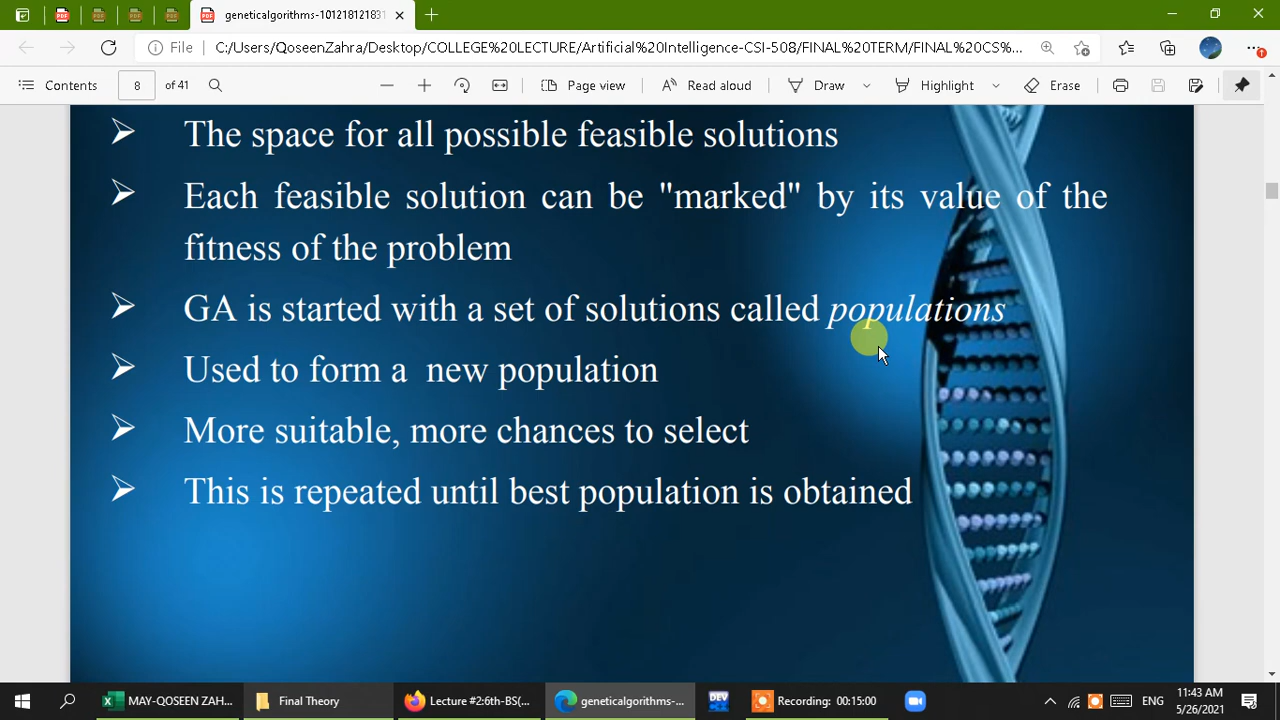 geneticalgorithms-101218121831
File
C:/Users/QoseenZahra/Desktop/COLLEGE%20LECTURE/Artificial%20Intelligence-CSI-508/FINAL%20TERM/FINAL%20CS%...
Contents
8
of 41
Page view
Read aloud
Draw
Highlight
Erase
➢ The space for all possible feasible solutions
➢ Each feasible solution can be "marked" by its value of the
fitness of the problem
➢ GA is started with a set of solutions called populations
➢ Used to form a new population
➢ More suitable, more chances to select
➢ This is repeated until best population is obtained
MAY-QOSEEN ZAH...
Final Theory
Lecture #2:6th-BS(...
geneticalgorithms-...
DEV
Recording: 00:15:00
ENG
11:43 AM
5/26/2021